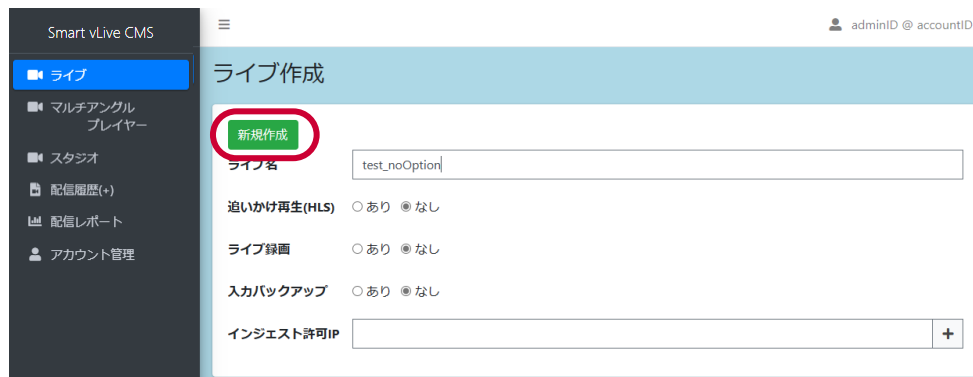 Smart vLive CMS
adminID @ accountID
ライブ
マルチアングル
プレイヤー
スタジオ
配信履歴(+)
配信レポート
アカウント管理
ライブ作成
新規作成
ライブ名 test_noOption
追いかけ再生(HLS) あり なし
ライブ録画 あり なし
入力バックアップ あり なし
インジェスト許可IP +